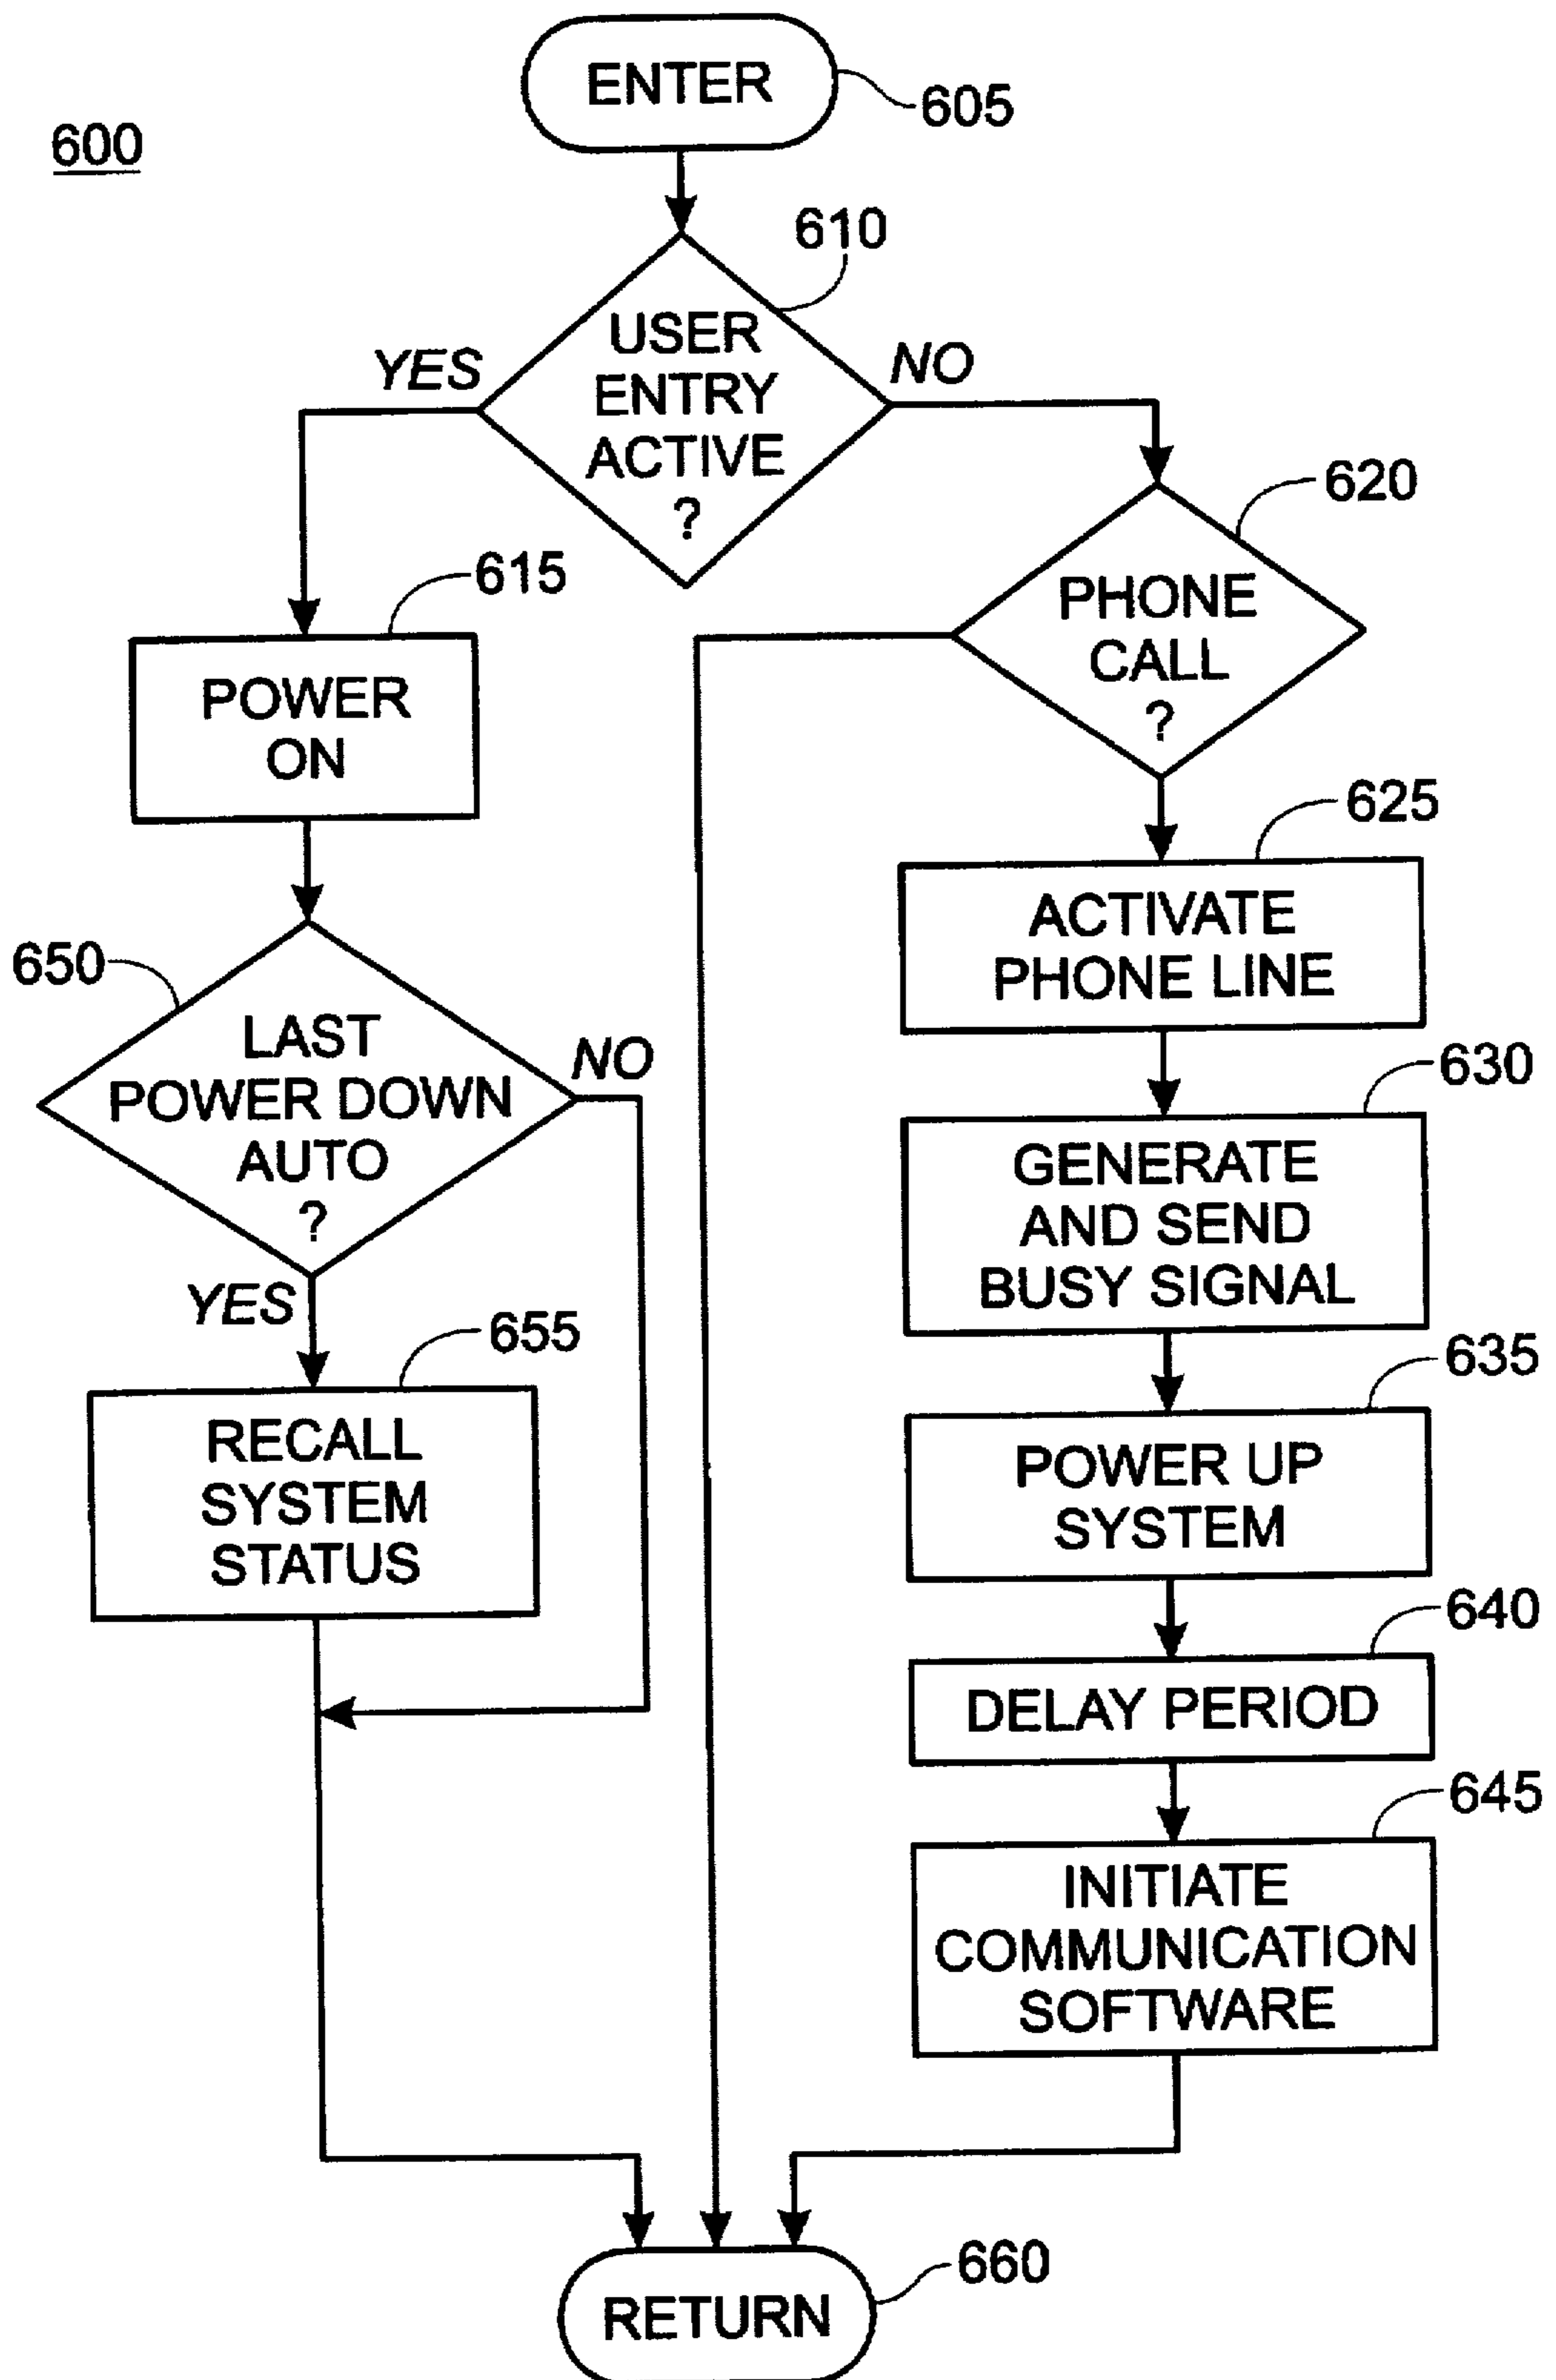 600
ENTER
605
610
USER
ENTRY
ACTIVE
?
YES
NO
620
PHONE
CALL
?
615
POWER
ON
625
ACTIVATE
PHONE LINE
650
LAST
POWER DOWN
AUTO
?
NO
YES
630
GENERATE
AND SEND
BUSY SIGNAL
655
RECALL
SYSTEM
STATUS
635
POWER UP
SYSTEM
640
DELAY PERIOD
645
INITIATE
COMMUNICATION
SOFTWARE
660
RETURN